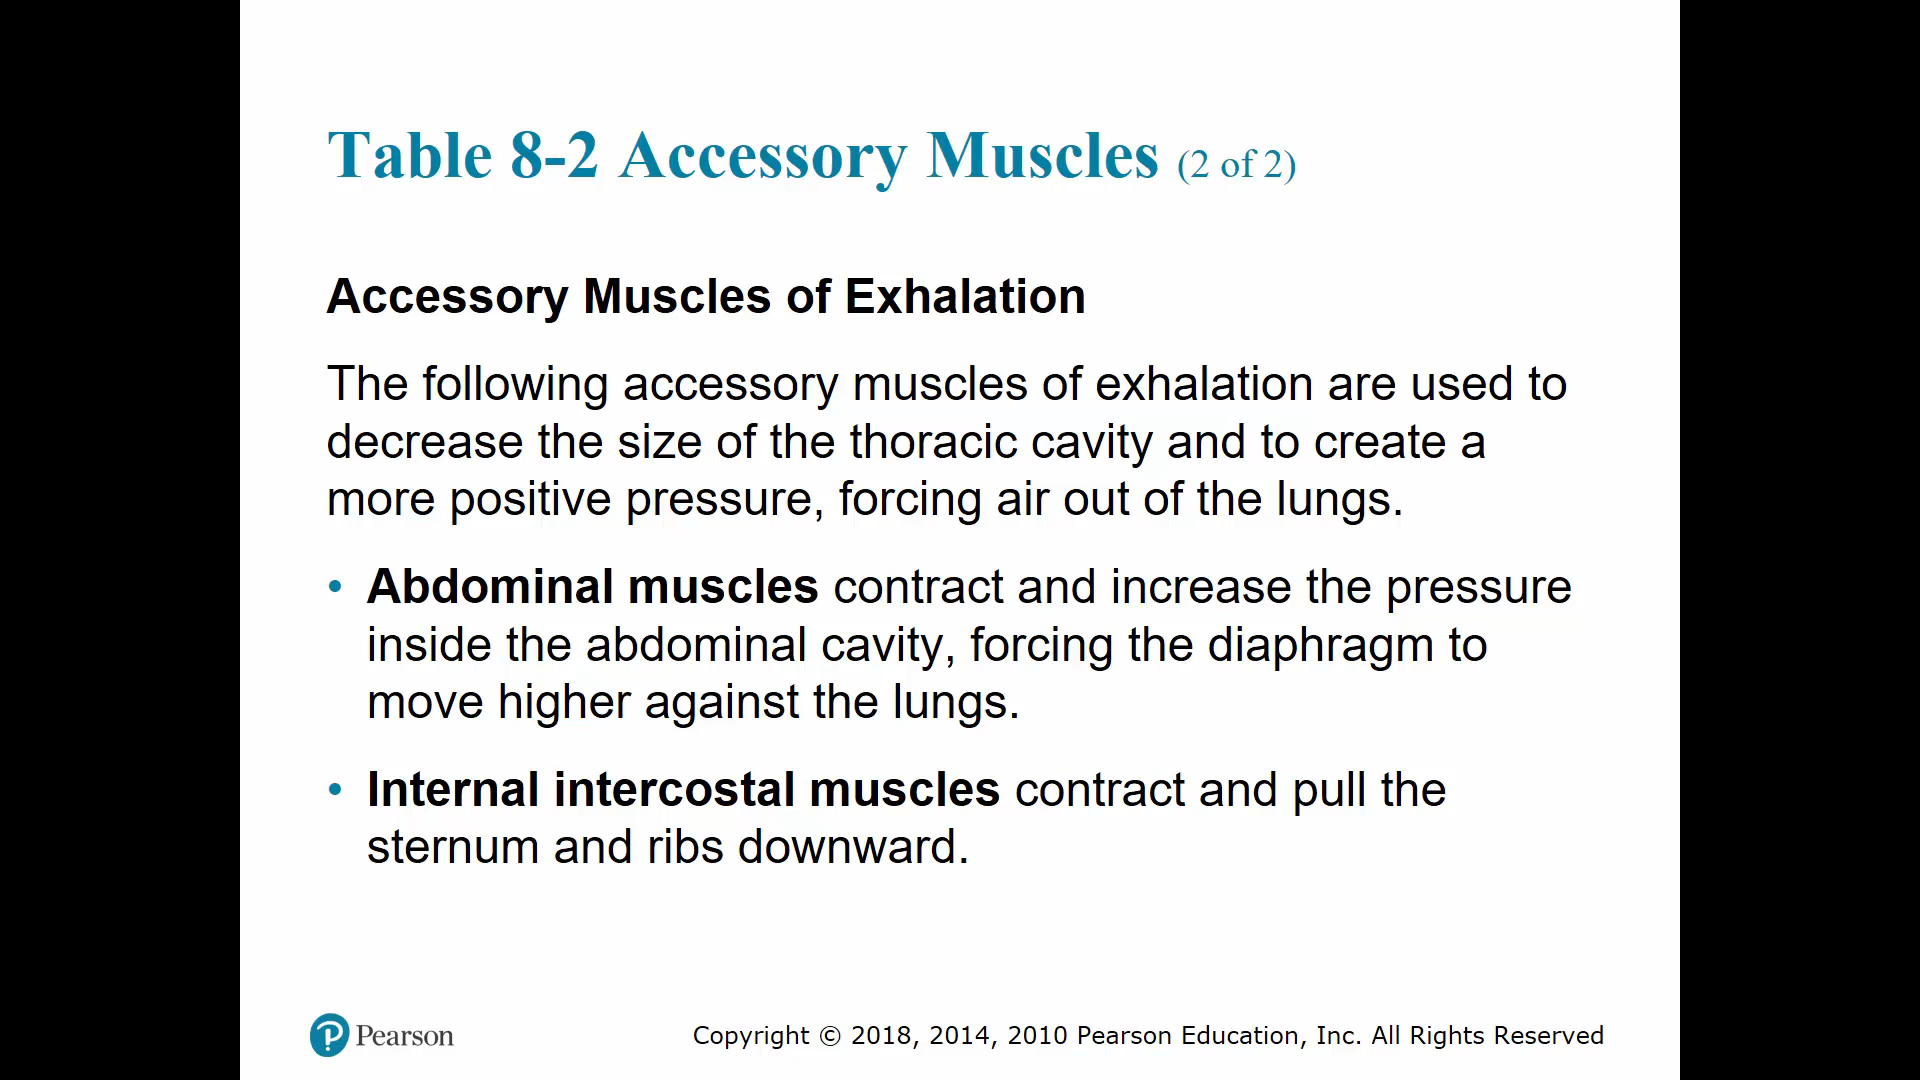 Table 8-2 Accessory Muscles (2 of 2)
Accessory Muscles of Exhalation
The following accessory muscles of exhalation are used to
decrease the size of the thoracic cavity and to create a
more positive pressure, forcing air out of the lungs.
• Abdominal muscles contract and increase the pressure
inside the abdominal cavity, forcing the diaphragm to
move higher against the lungs.
• Internal intercostal muscles contract and pull the
sternum and ribs downward.
P Pearson
Copyright © 2018, 2014, 2010 Pearson Education, Inc. All Rights Reserved